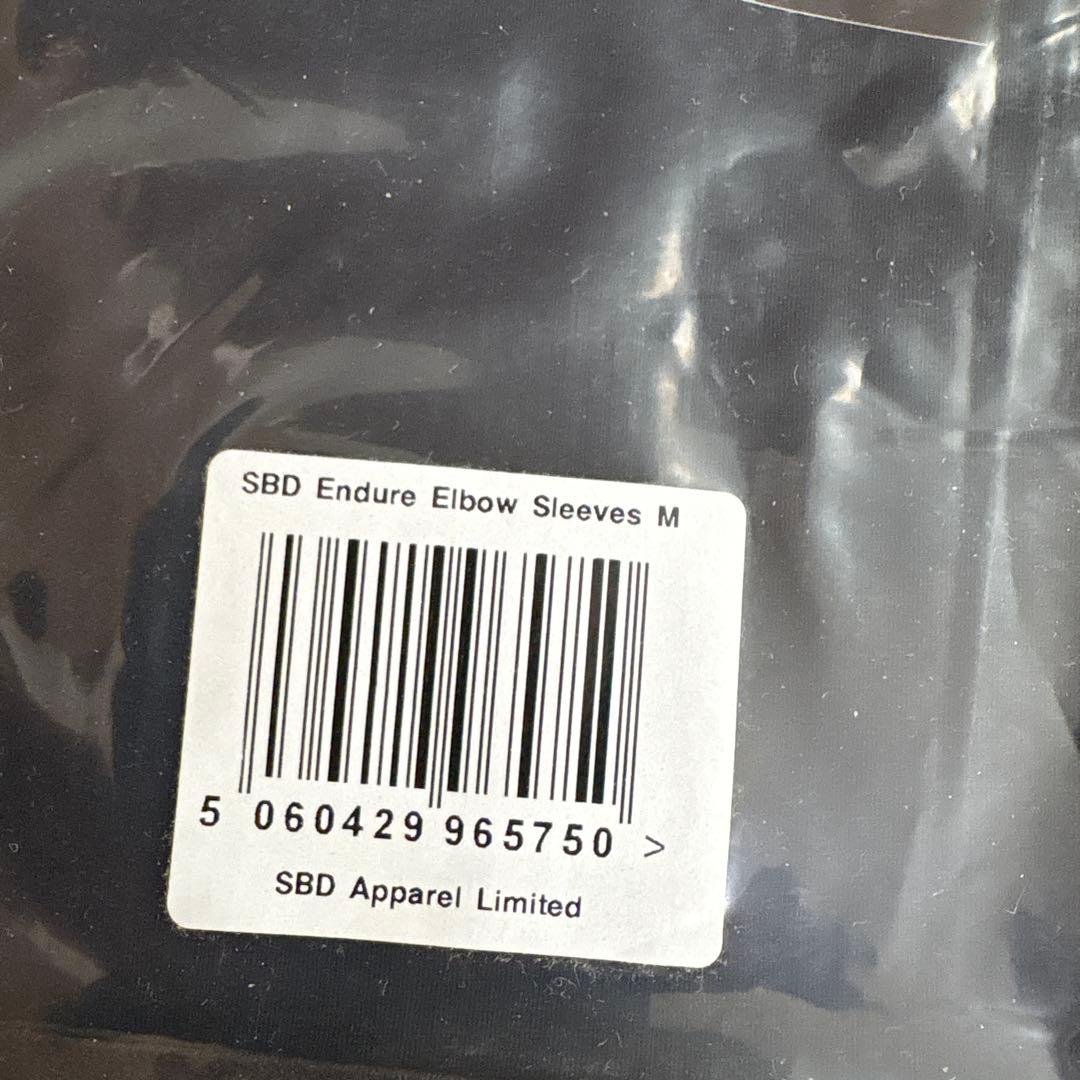 SBD Endure Elbow Sleeves M
5 060429 965750 >
SBD Apparel Limited